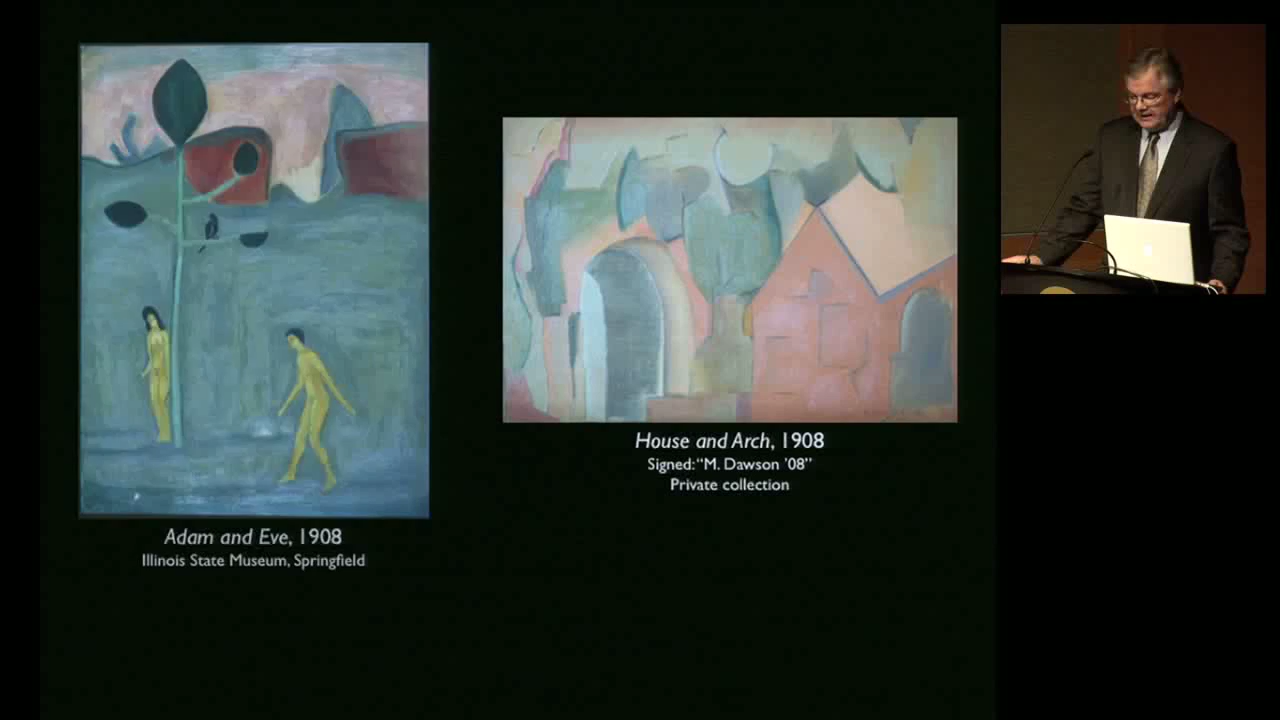 Adam and Eve, 1908
Illinois State Museum, Springfield
House and Arch, 1908
Signed: “M. Dawson ’08”
Private collection